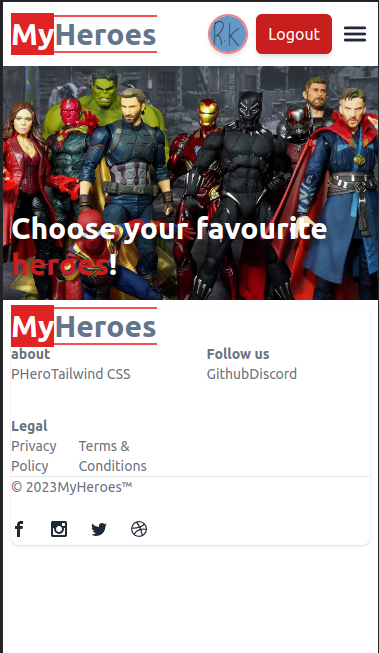 MyHeroes
R.K
Logout
Choose your favourite
heroes!
MyHeroes
about
Follow us
PHeroTailwind CSS
GithubDiscord
Legal
Privacy Policy
Terms & Conditions
© 2023MyHeroes™